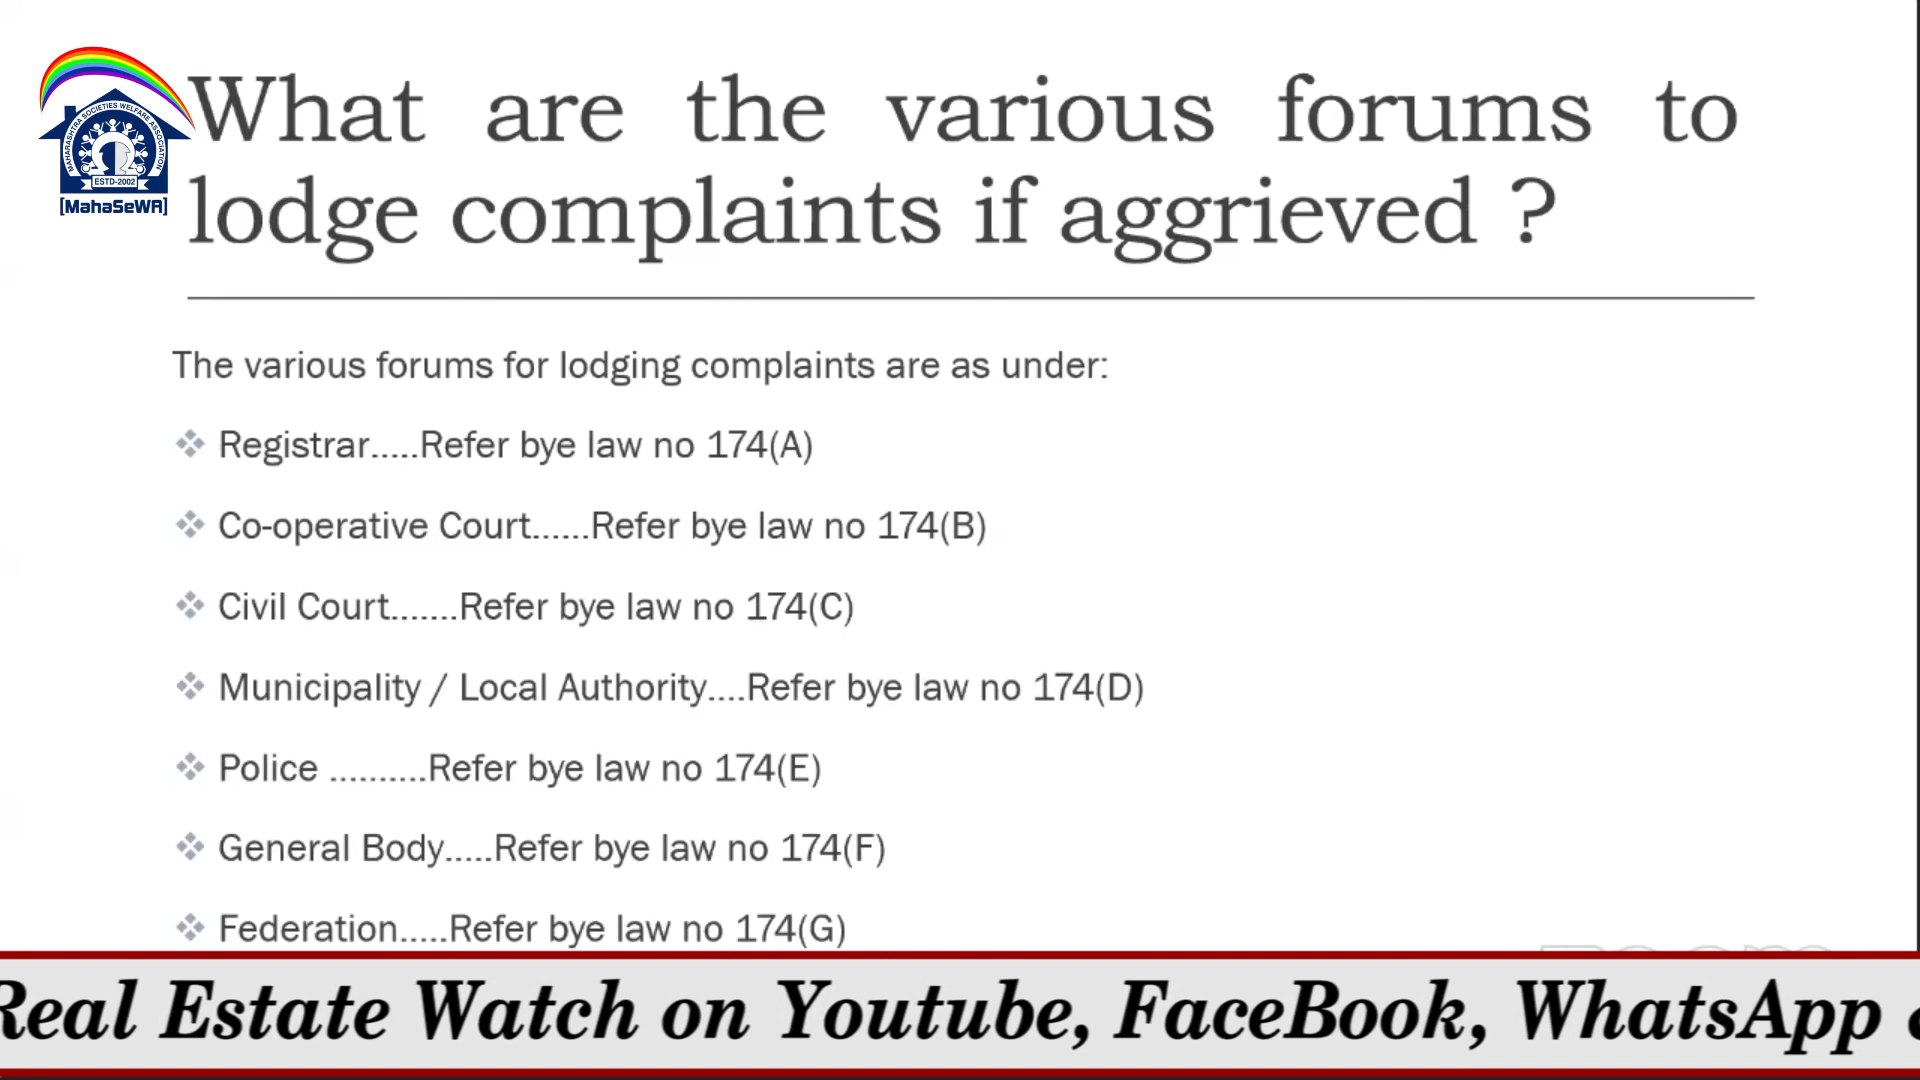 What are the various forums to
lodge complaints if aggrieved ?
MAHARASHTRA SOCIETIES WELFARE ASSOCIATION
ESTD-2002
[MahaSeWA]
The various forums for lodging complaints are as under:
Registrar.....Refer bye law no 174(A)
Co-operative Court......Refer bye law no 174(B)
Civil Court.......Refer bye law no 174(C)
Municipality / Local Authority....Refer bye law no 174(D)
Police ..........Refer bye law no 174(E)
General Body.....Refer bye law no 174(F)
Federation.....Refer bye law no 174(G)
Real Estate Watch on Youtube, FaceBook, WhatsApp